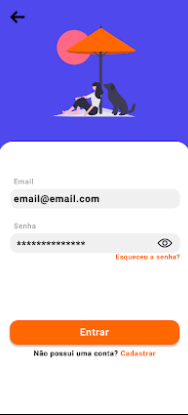 Email
email@email.com
Senha
**************
Esqueceu a senha?
Entrar
Não possui uma conta? Cadastrar